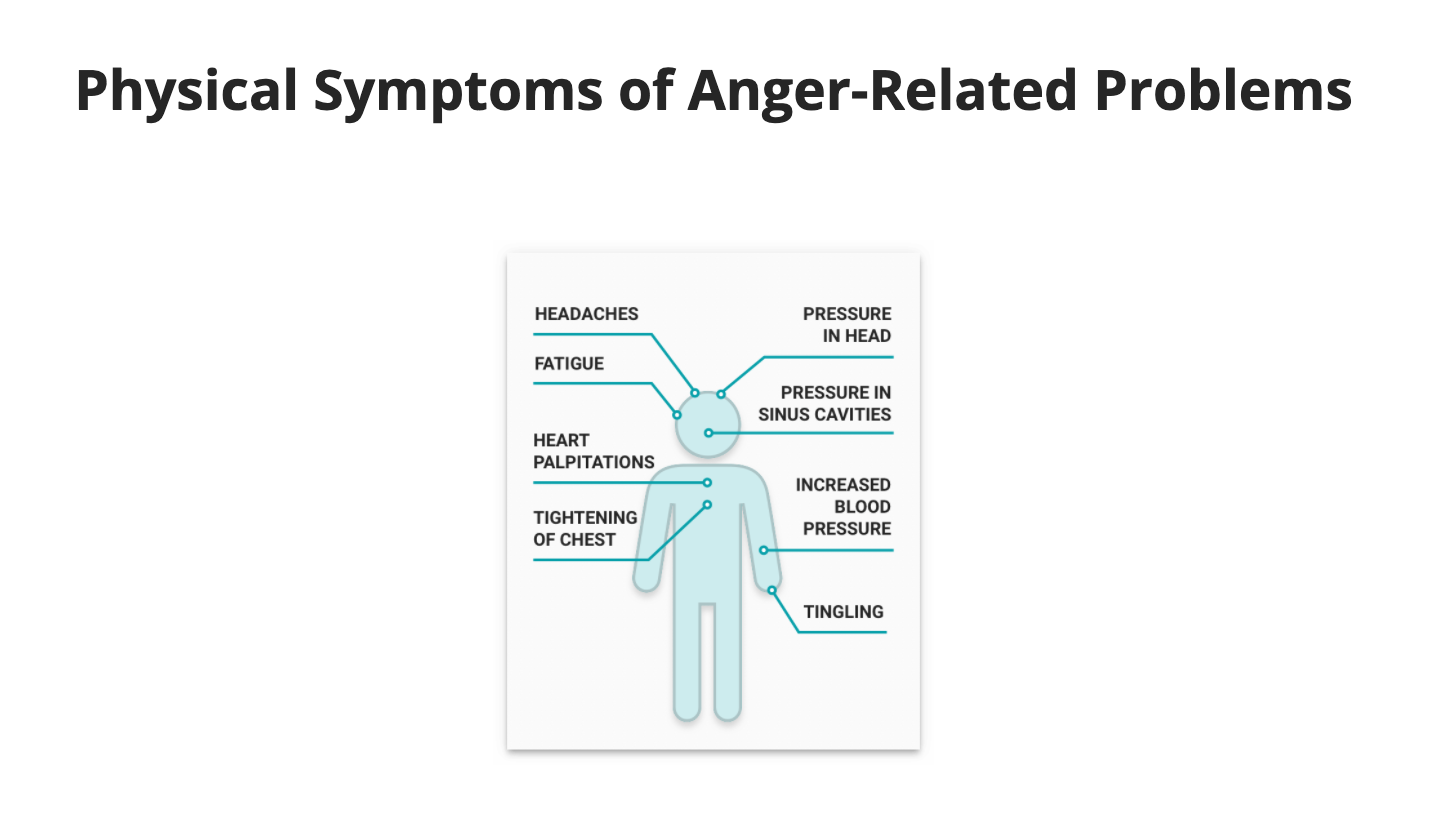 Physical Symptoms of Anger-Related Problems
HEADACHES
FATIGUE
HEART
PALPITATIONS
TIGHTENING
OF CHEST
PRESSURE
IN HEAD
PRESSURE IN
SINUS CAVITIES
INCREASED
BLOOD
PRESSURE
TINGLING